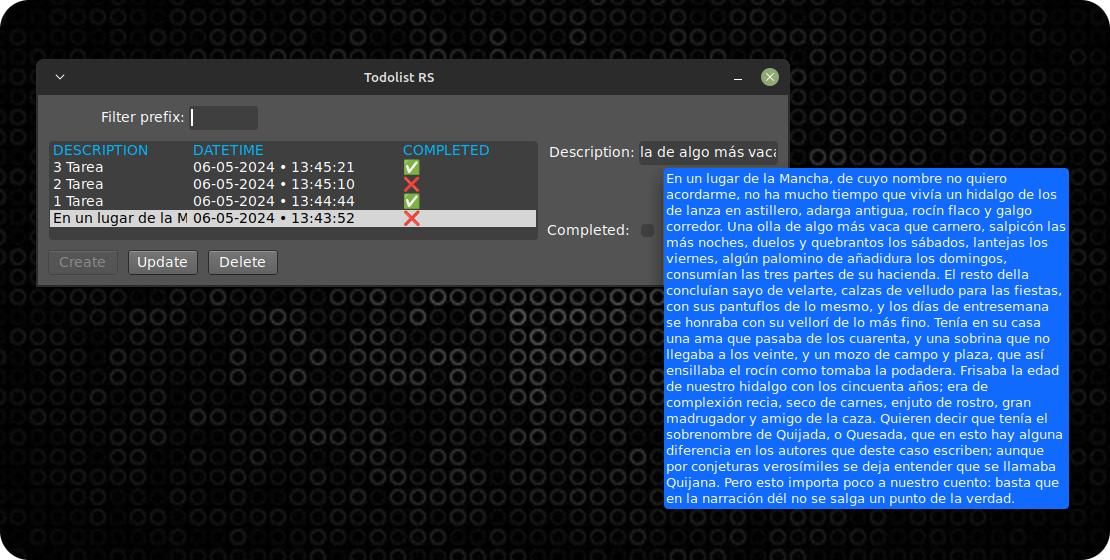 Todolist RS
Filter prefix:
DESCRIPTION DATETIME COMPLETED
3 Tarea 06-05-2024 • 13:45:21 ✅
2 Tarea 06-05-2024 • 13:45:10 ❌
1 Tarea 06-05-2024 • 13:44:44 ✅
En un lugar de la M 06-05-2024 • 13:43:52 ❌
Create Update Delete
Description: la de algo más vaca
Completed:
En un lugar de la Mancha, de cuyo nombre no quiero
acordarme, no ha mucho tiempo que vivía un hidalgo de los
de lanza en astillero, adarga antigua, rocín flaco y galgo
corredor. Una olla de algo más vaca que carnero, salpicón las
más noches, duelos y quebrantos los sábados, lantejas los
viernes, algún palomino de añadidura los domingos,
consumían las tres partes de su hacienda. El resto della
concluían sayo de velarte, calzas de velludo para las fiestas,
con sus pantuflos de lo mesmo, y los días de entresemana
se honraba con su vellorí de lo más fino. Tenía en su casa
una ama que pasaba de los cuarenta, y una sobrina que no
llegaba a los veinte, y un mozo de campo y plaza, que así
ensillaba el rocín como tomaba la podadera. Frisaba la edad
de nuestro hidalgo con los cincuenta años; era de
complexión recia, seco de carnes, enjuto de rostro, gran
madrugador y amigo de la caza. Quieren decir que tenía el
sobrenombre de Quijada, o Quesada, que en esto hay alguna
diferencia en los autores que deste caso escriben; aunque
por conjeturas verosímiles se deja entender que se llamaba
Quijana. Pero esto importa poco a nuestro cuento: basta que
en la narración dél no se salga un punto de la verdad.